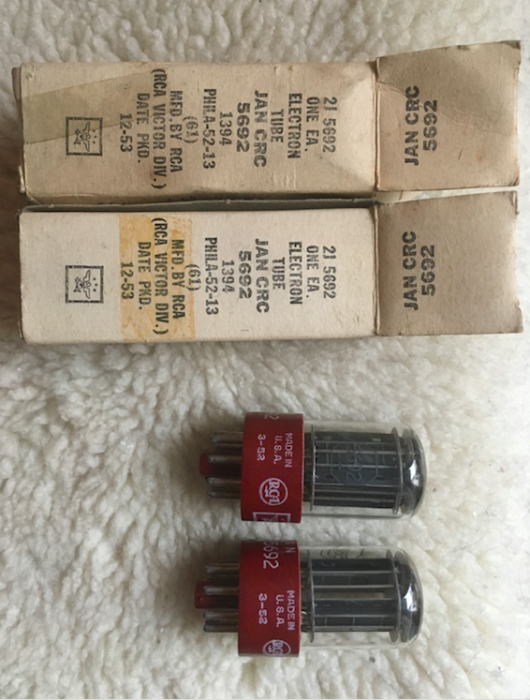 2J 5692
ONE EA.
ELECTRON
TUBE
JAN CRC
5692
1394
PHILA-52-13
(61)
MFD. BY RCA
(RCA VICTOR DIV.)
DATE PKD.
12-53
JAN CRC
5692
2J 5692
ONE EA.
ELECTRON
TUBE
JAN CRC
5692
1394
PHILA-52-13
(61)
MFD. BY RCA
(RCA VICTOR DIV.)
DATE PKD.
12-53
JAN CRC
5692
MADE IN
U.S.A.
3-52
RCA
5692
MADE IN
U.S.A.
3-52